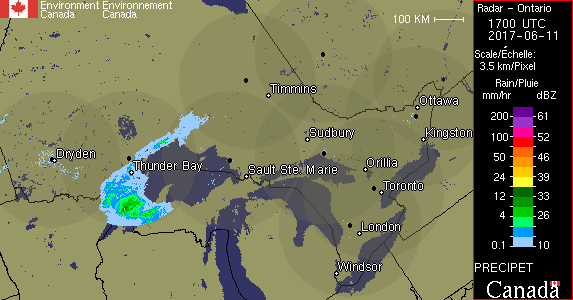 Environment Environnement
Canada Canada
100 KM
Timmins
Ottawa
Sudbury
Kingston
Dryden
Thunder Bay
Sault Ste. Marie
Orillia
Toronto
London
Windsor
Radar - Ontario
1700 UTC
2017-06-11
Scale/Échelle:
3.5 km/Pixel
Rain/Pluie
mm/hr dBZ
200 61
100 52
50 46
24 39
12 33
4 26
0.1 10
PRECIPET
Canada